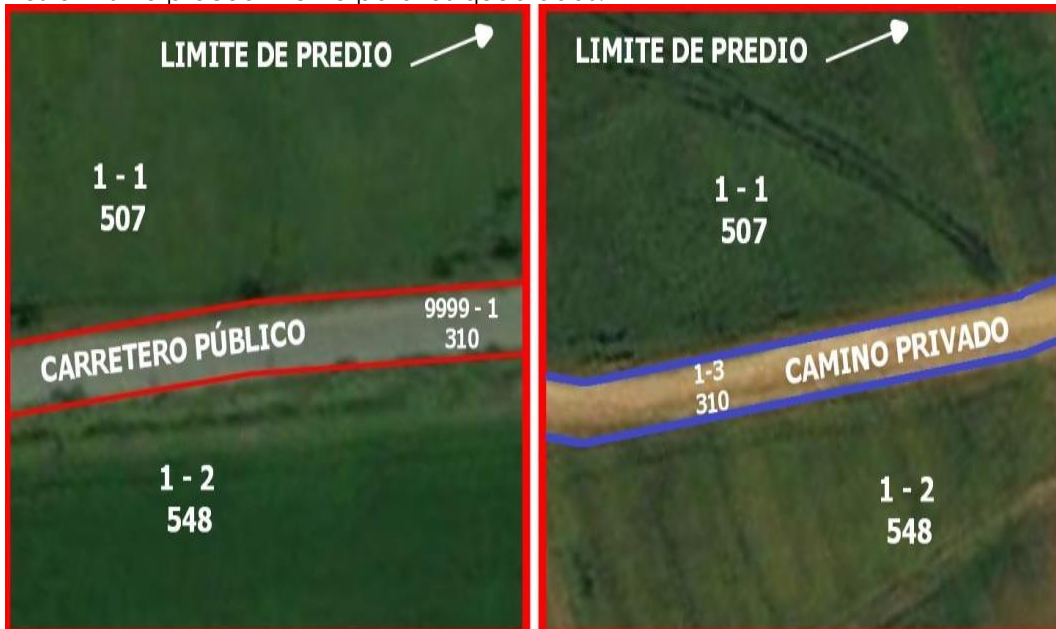 LIMITE DE PREDIO
1 - 1
507
CARRETERO PÚBLICO
9999 - 1
310
1 - 2
548
LIMITE DE PREDIO
1 - 1
507
1-3
310
CAMINO PRIVADO
1 - 2
548